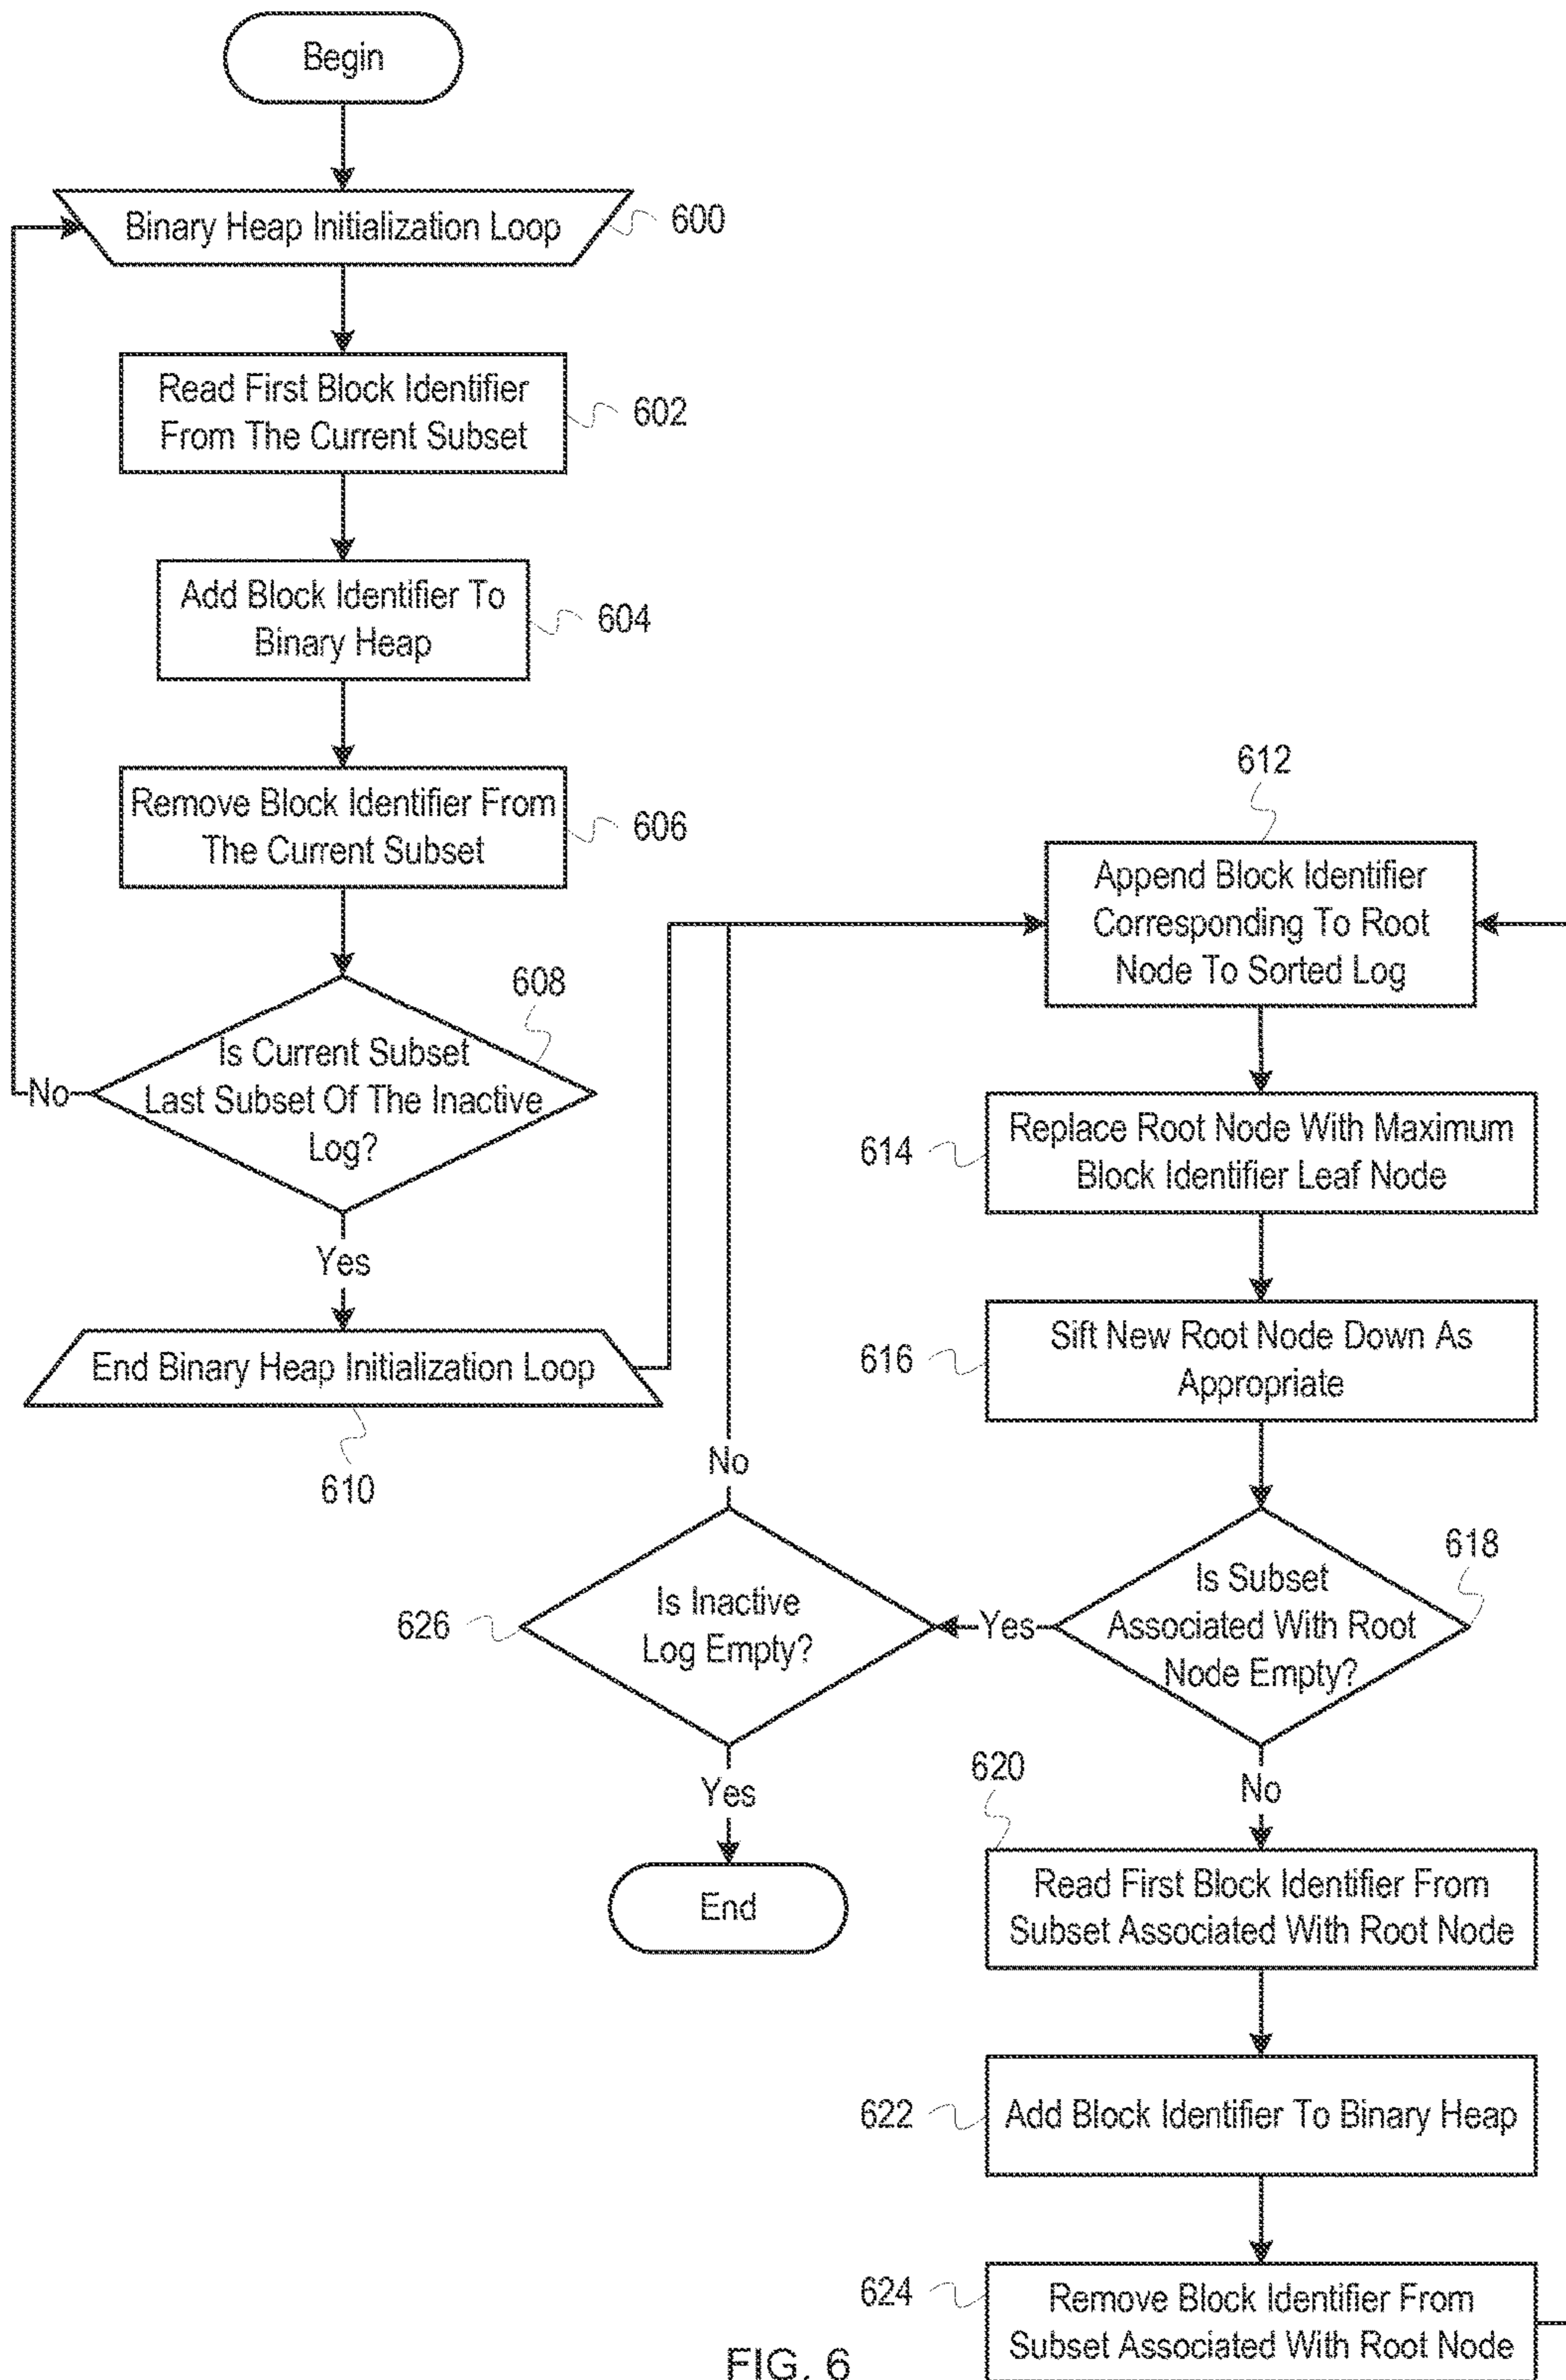 Begin
Binary Heap Initialization Loop
600
Read First Block Identifier
From The Current Subset
602
Add Block Identifier To
Binary Heap
604
Remove Block Identifier From
The Current Subset
606
608
Is Current Subset
Last Subset Of The Inactive
Log?
No
Yes
End Binary Heap Initialization Loop
610
612
Append Block Identifier
Corresponding To Root
Node To Sorted Log
614
Replace Root Node With Maximum
Block Identifier Leaf Node
616
Sift New Root Node Down As
Appropriate
618
Is Subset
Associated With Root
Node Empty?
Yes
No
626
Is Inactive
Log Empty?
No
Yes
End
620
Read First Block Identifier From
Subset Associated With Root Node
622
Add Block Identifier To Binary Heap
624
Remove Block Identifier From
Subset Associated With Root Node
FIG. 6